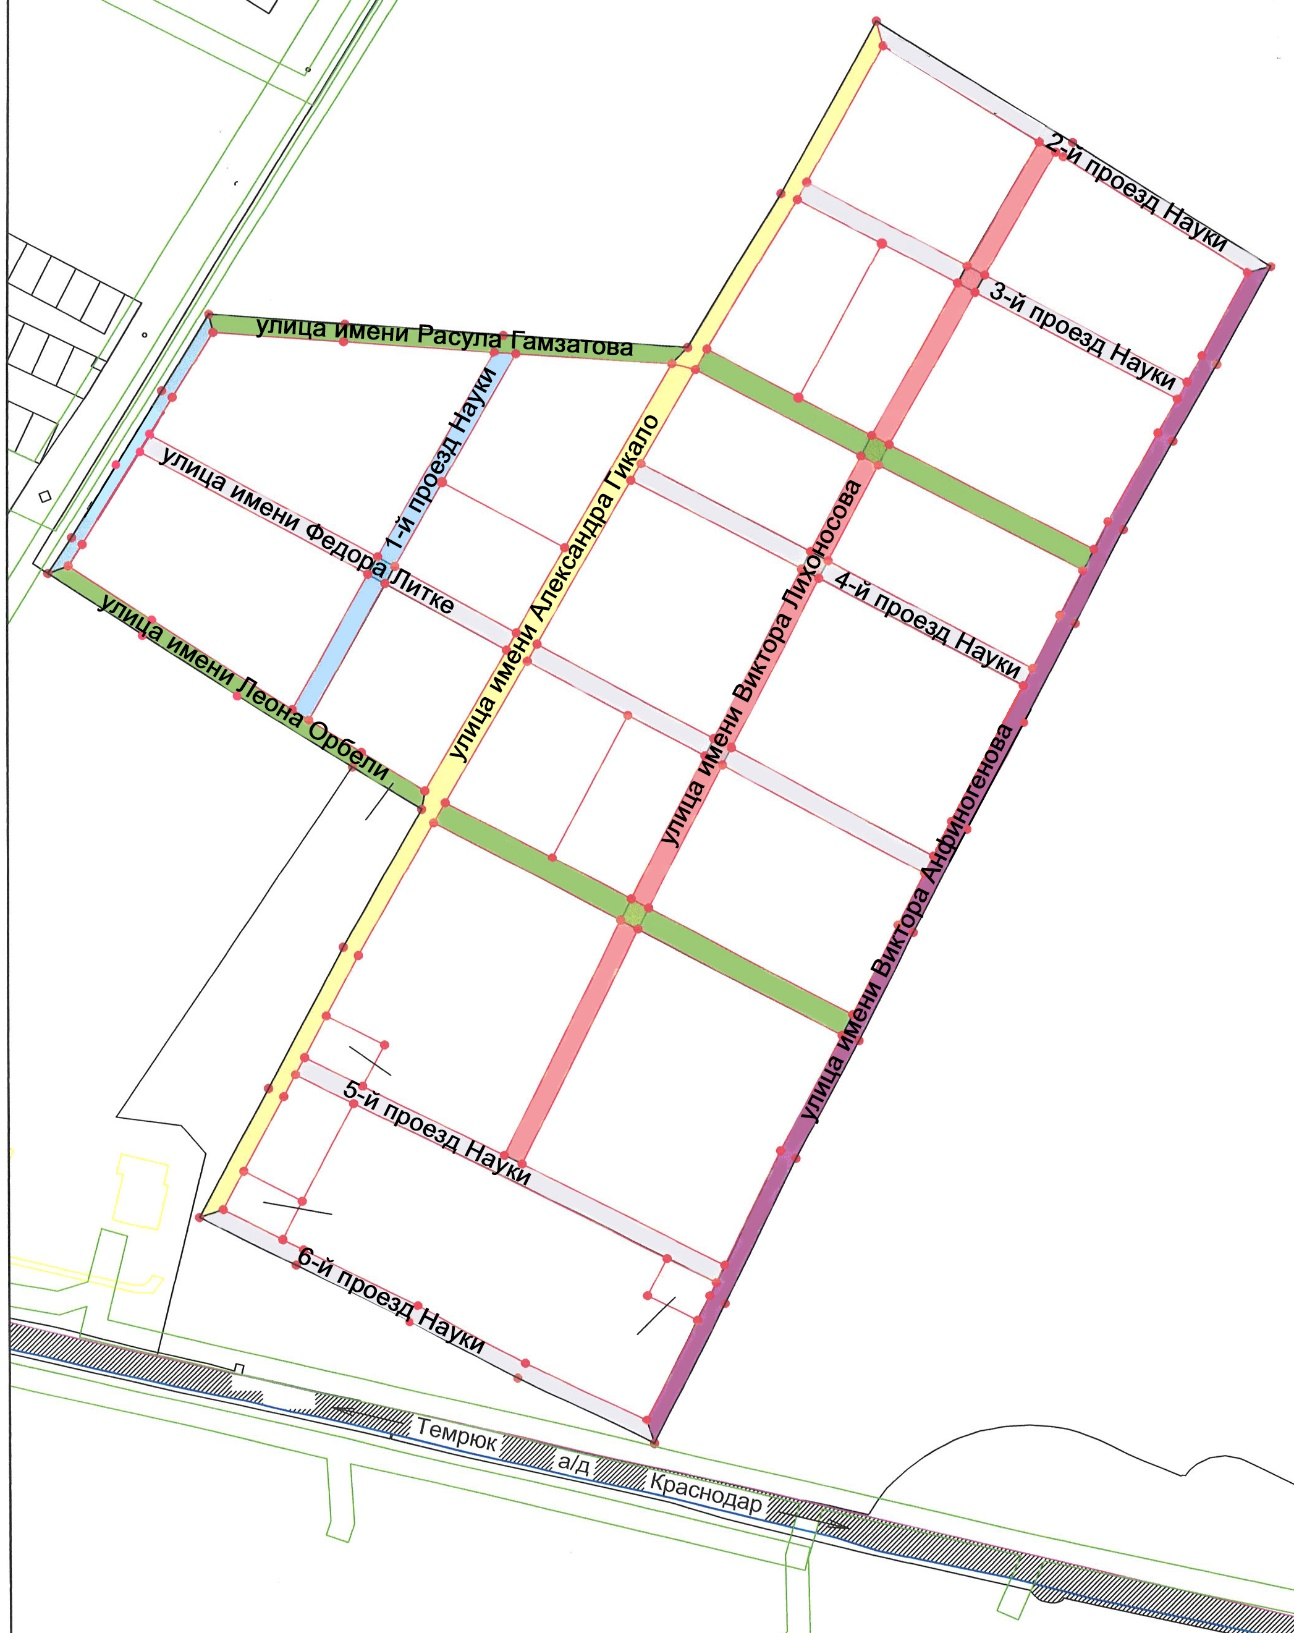 2-й проезд Науки
3-й проезд Науки
улица имени Расула Гамзатова
1-й проезд Науки
улица имени Федора Литке
улица имени Александра Гикало
улица имени Виктора Лихоносова
4-й проезд Науки
улица имени Леона Орбели
улица имени Виктора Анфиногенова
5-й проезд Науки
6-й проезд Науки
Темрюк
а/д
Краснодар